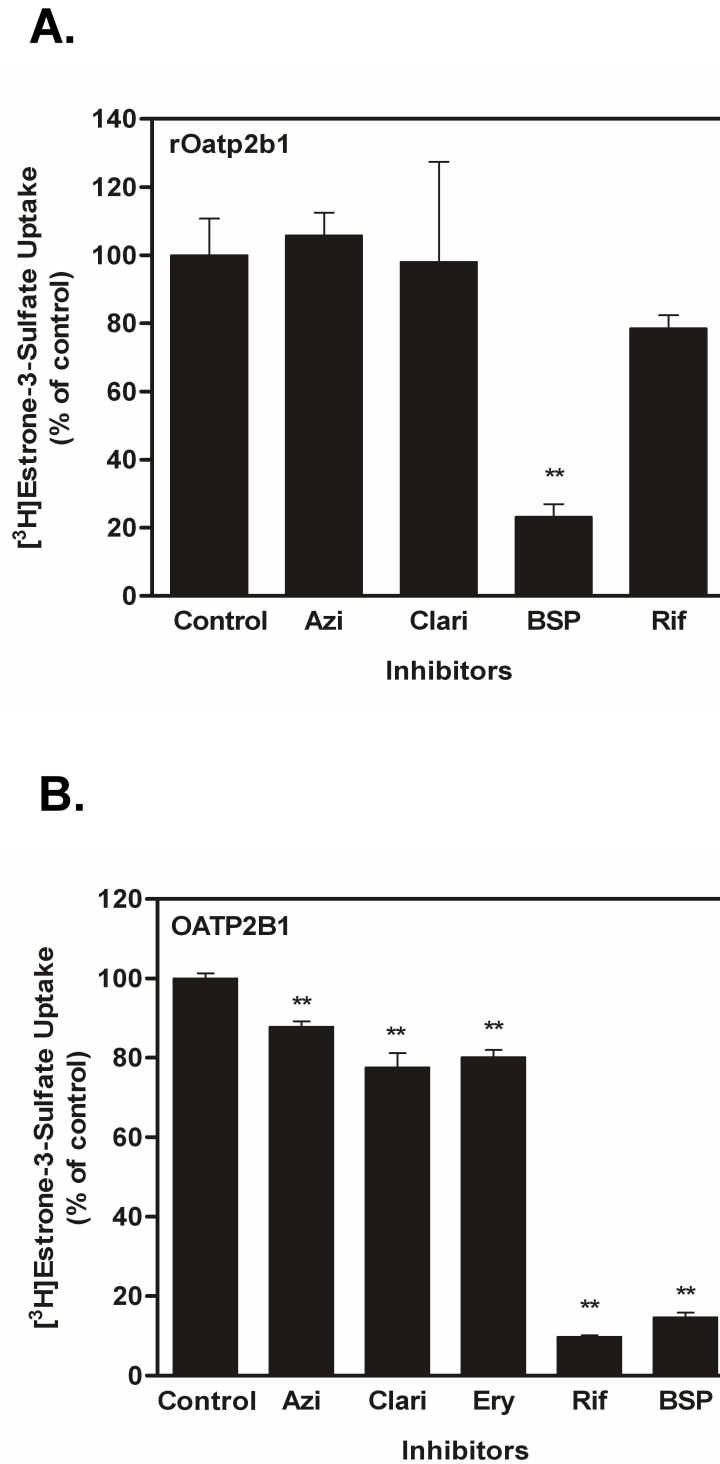 A.
140
rOatp2b1
120
100
80
60
40
20
0
[³H]Estrone-3-Sulfate Uptake
(% of control)
**
Control Azi Clari BSP Rif
Inhibitors
B.
120
OATP2B1
100
80
60
40
20
0
[³H]Estrone-3-Sulfate Uptake
(% of control)
** ** ** ** **
Control Azi Clari Ery Rif BSP
Inhibitors